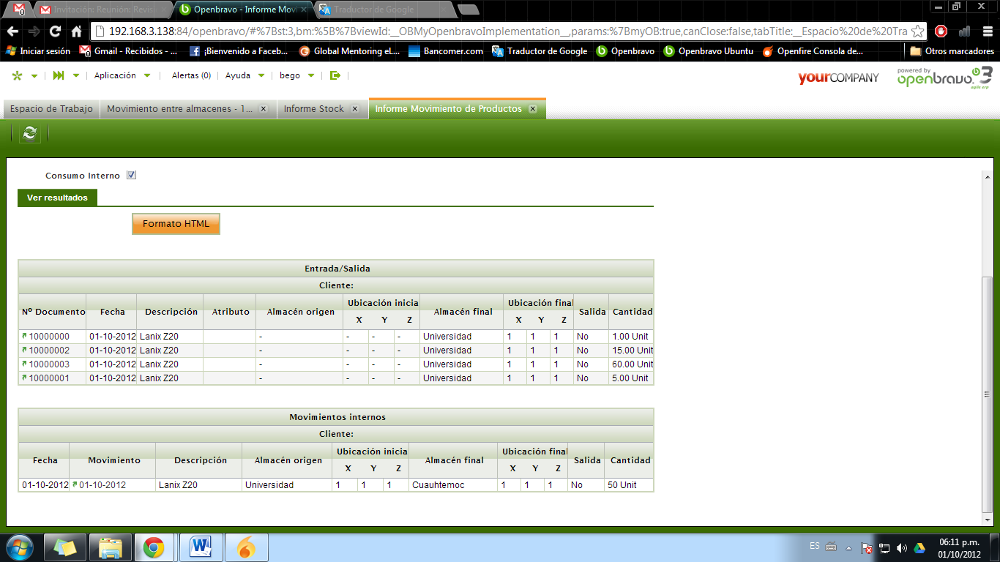 Invitación: Reunión: Revis
Openbravo - Informe Movi
Traductor de Google
192.168.3.138:84/openbravo/#%7Bst:3,bm:%5B%7BviewId:__OBMyOpenbravoImplementation__,params:%7BmyOB:true,canClose:false,tabTitle:__Espacio%20de%20Tra
Iniciar sesión Gmail - Recibidos - ... ¡Bienvenido a Faceb... Global Mentoring eL... Bancomer.com Traductor de Google Openbravo Openbravo Ubuntu Openfire Consola de... Otros marcadores
Aplicación Alertas (0) Ayuda bego
yourCOMPANY
powered by
openbravo 3
agile erp
Espacio de Trabajo Movimiento entre almacenes - 1... Informe Stock Informe Movimiento de Productos
Consumo Interno
Ver resultados
Formato HTML
Entrada/Salida
Cliente:
Nº Documento Fecha Descripción Atributo Almacén origen Ubicación inicia Almacén final Ubicación final Salida Cantidad
X Y Z X Y Z
10000000 01-10-2012 Lanix Z20 - - - - Universidad 1 1 1 No 1.00 Unit
10000002 01-10-2012 Lanix Z20 - - - - Universidad 1 1 1 No 15.00 Unit
10000003 01-10-2012 Lanix Z20 - - - - Universidad 1 1 1 No 60.00 Unit
10000001 01-10-2012 Lanix Z20 - - - - Universidad 1 1 1 No 5.00 Unit
Movimientos internos
Cliente:
Fecha Movimiento Descripción Almacén origen Ubicación inicia Almacén final Ubicación final Salida Cantidad
X Y Z X Y Z
01-10-2012 01-10-2012 Lanix Z20 Universidad 1 1 1 Cuauhtemoc 1 1 1 No 50 Unit
ES
06:11 p.m.
01/10/2012